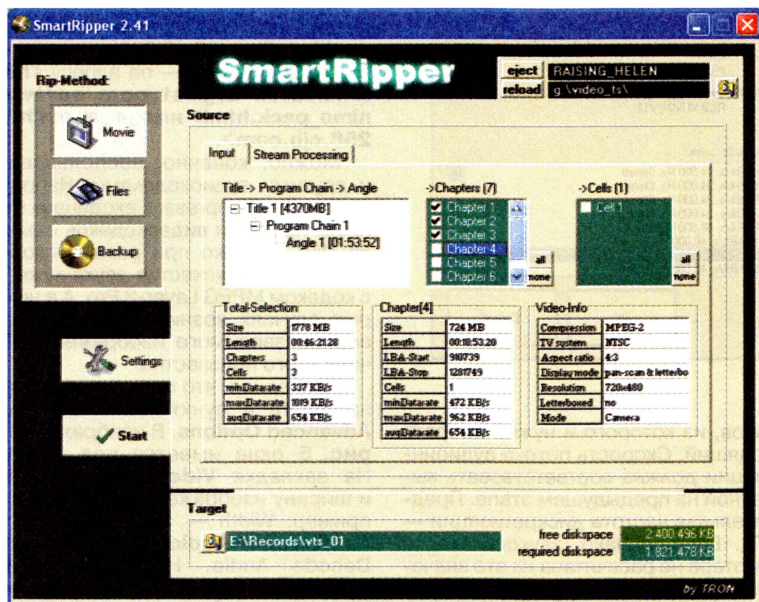 SmartRipper 2.41
SmartRipper
eject RAISING_HELEN
reload g:\video_ts\
Rip-Method:
Movie
Files
Backup
Settings
Start
Source
Input Stream Processing
Title -> Program Chain -> Angle
Title 1 [4370MB]
Program Chain 1
Angle 1 [01:53:52]
->Chapters (7)
Chapter 1
Chapter 2
Chapter 3
Chapter 4
Chapter 5
Chapter 6
all
none
->Cells (1)
Cell 1
all
none
Total-Selection
Size 1778 MB
Length 00:46:21.28
Chapters 3
Cells 3
minDatarate 337 KB/s
maxDatarate 1019 KB/s
avgDatarate 654 KB/s
Chapter[4]
Size 724 MB
Length 00:18:53.20
LBA-Start 910739
LBA-Stop 1281749
Cells 1
minDatarate 472 KB/s
maxDatarate 962 KB/s
avgDatarate 654 KB/s
Video-Info
Compression MPEG-2
TV system NTSC
Aspect ratio 4:3
Display mode pan-scan & letterbo
Resolution 720x480
Letterboxed no
Mode Camera
Target
E:\Records\vts_01
free diskspace 2.400.496 KB
required diskspace 1.821.478 KB
by TRON